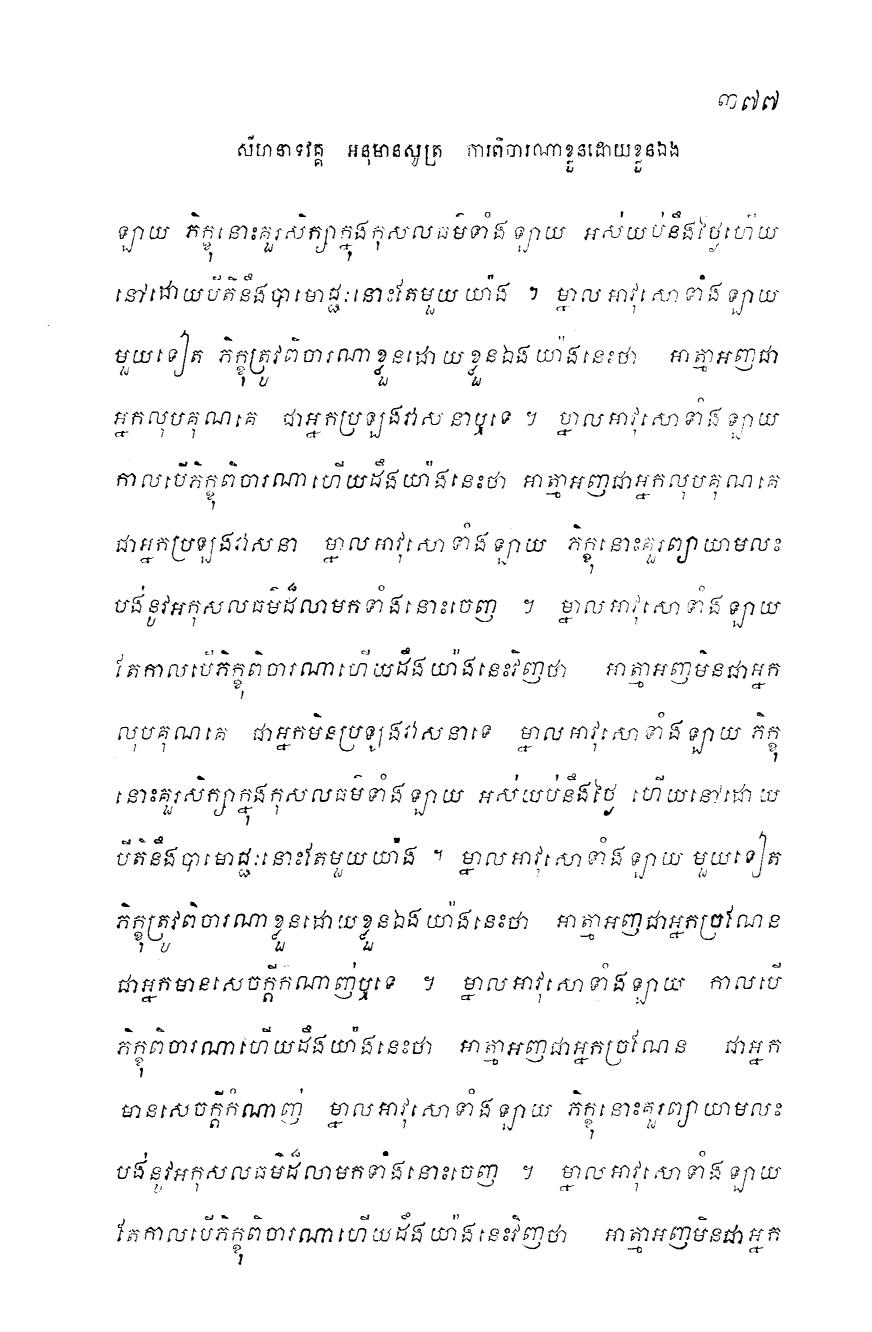 ៣៧៧
សីហនាទវគ្គ អនុមានសូត្រ ការពិចារណាខ្លួនដោយខ្លួនឯង
ឡាយ ភិក្ខុនោះគួរសិក្សាក្នុងកុសលធម៌ទាំងឡាយ អស់យប់នឹងថ្ងៃហើយ
នៅដោយបីតិនឹងបាមោជ្ជៈនោះតែមួយយ៉ាង ។ ម្នាលអាវុសោទាំងឡាយ
មួយទៀត ភិក្ខុត្រូវពិចារណាខ្លួនដោយខ្លួនឯងយ៉ាងនេះថា អាត្មាអញជា
អ្នកលុបគុណគេ ជាអ្នកប្រឡូងវាសនាឬទេ ។ ម្នាលអាវុសោទាំងឡាយ
កាលបើភិក្ខុពិចារណាហើយដឹងយ៉ាងនេះថា អាត្មាអញជាអ្នកលុបគុណគេ
ជាអ្នកប្រឡូងវាសនា ម្នាលអាវុសោទាំងឡាយ ភិក្ខុនោះគួរព្យាយាមលះ
បង់នូវអកុសលធម៌ដ៏លាមកទាំងនោះចេញ ។ ម្នាលអាវុសោទាំងឡាយ
តែកាលបើភិក្ខុពិចារណាហើយដឹងយ៉ាងនេះវិញថា អាត្មាអញមិនជាអ្នក
លុបគុណគេ ជាអ្នកមិនប្រឡូងវាសនាទេ ម្នាលអាវុសោទាំងឡាយ ភិក្ខុ
នោះគួរសិក្សាក្នុងកុសលធម៌ទាំងឡាយ អស់យប់នឹងថ្ងៃ ហើយនៅដោយ
បីតិនឹងបាមោជ្ជៈនោះតែមួយយ៉ាង ។ ម្នាលអាវុសោទាំងឡាយ មួយទៀត
ភិក្ខុត្រូវពិចារណាខ្លួនដោយខ្លួនឯងយ៉ាងនេះថា អាត្មាអញជាអ្នកច្រណែន
ជាអ្នកមានសេចក្តីកំណាញ់ឬទេ ។ ម្នាលអាវុសោទាំងឡាយ កាលបើ
ភិក្ខុពិចារណាហើយដឹងយ៉ាងនេះថា អាត្មាអញជាអ្នកច្រណែន ជាអ្នក
មានសេចក្តីកំណាញ់ ម្នាលអាវុសោទាំងឡាយ ភិក្ខុនោះគួរព្យាយាមលះ
បង់នូវអកុសលធម៌ដ៏លាមកទាំងនោះចេញ ។ ម្នាលអាវុសោទាំងឡាយ
តែកាលបើភិក្ខុពិចារណាហើយដឹងយ៉ាងនេះវិញថា អាត្មាអញមិនជាអ្នក